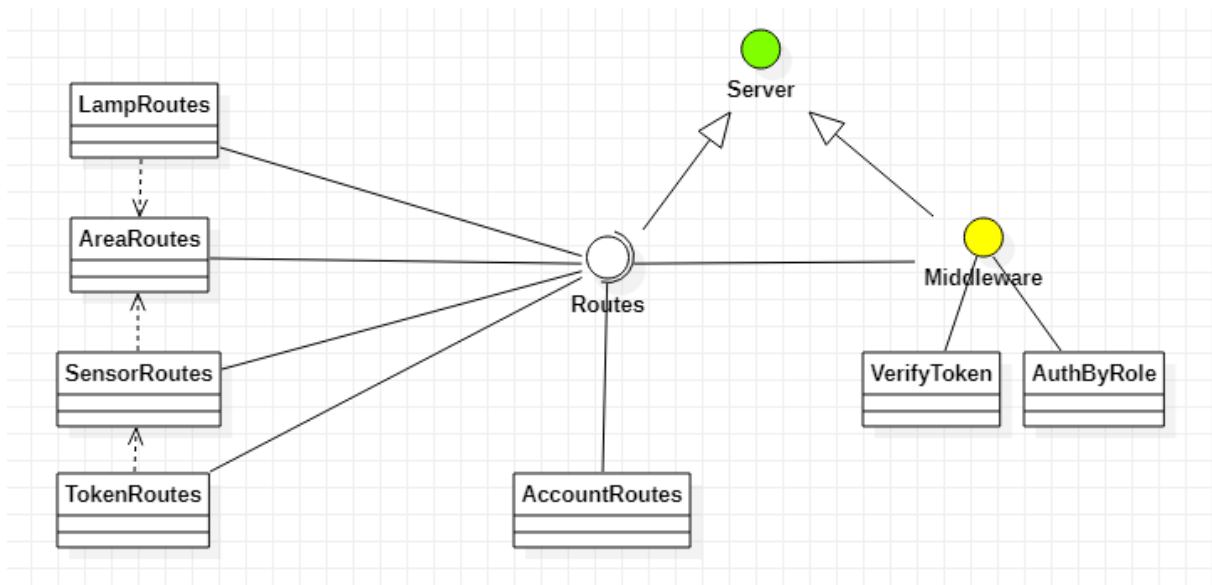 Server
LampRoutes
AreaRoutes
Routes
Middleware
SensorRoutes
VerifyToken
AuthByRole
TokenRoutes
AccountRoutes